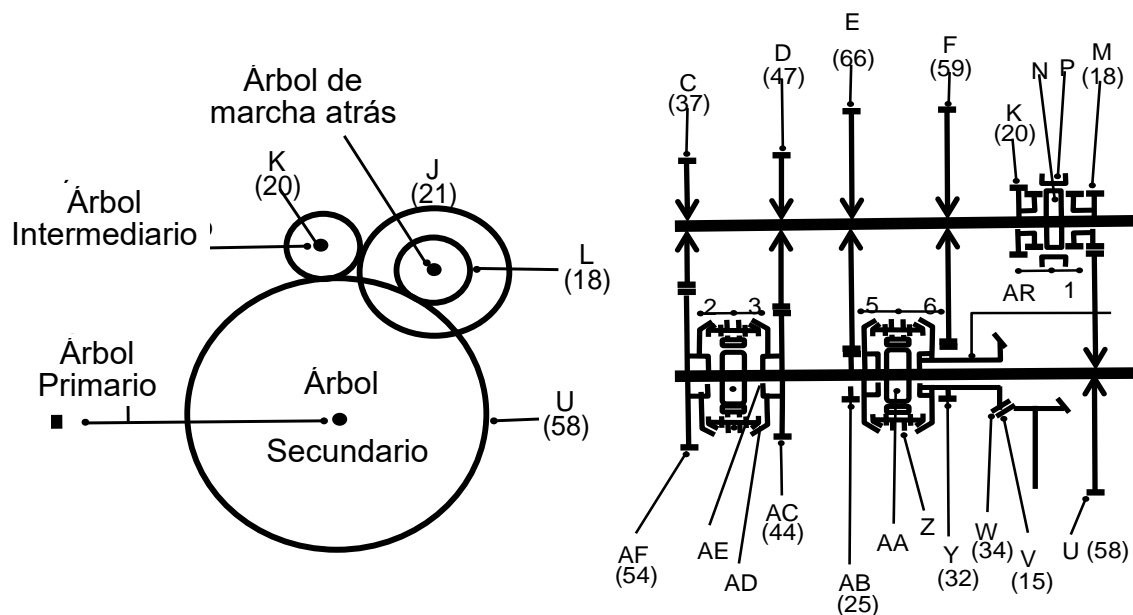 Árbol de
marcha atrás
K
(20)
J
(21)
Árbol
Intermediario
L
(18)
Árbol
Primario
Árbol
Secundario
U
(58)
C
(37)
D
(47)
E
(66)
F
(59)
N
P
M
(18)
K
(20)
AR
1
2
3
5
6
AF
(54)
AE
AD
AC
(44)
AB
(25)
AA
Z
Y
(32)
W
(34)
V
(15)
U (58)